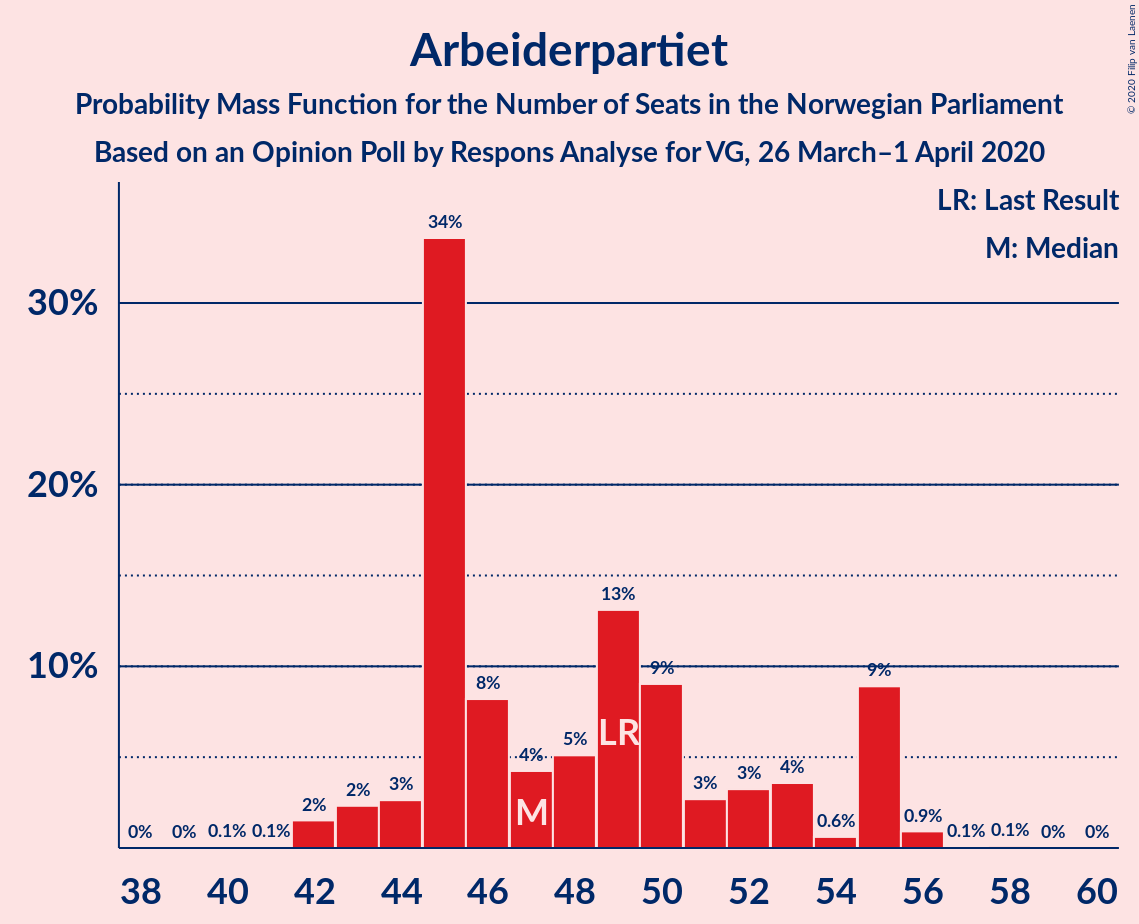 Arbeiderpartiet
Probability Mass Function for the Number of Seats in the Norwegian Parliament
Based on an Opinion Poll by Respons Analyse for VG, 26 March–1 April 2020
© 2020 Filip van Laenen
LR: Last Result
M: Median
30%
20%
10%
0% 0% 0.1% 0.1% 2% 2% 3% 34% 8% 4% 5% 13% 9% 3% 3% 4% 0.6% 9% 0.9% 0.1% 0.1% 0% 0%
M LR
38 40 42 44 46 48 50 52 54 56 58 60